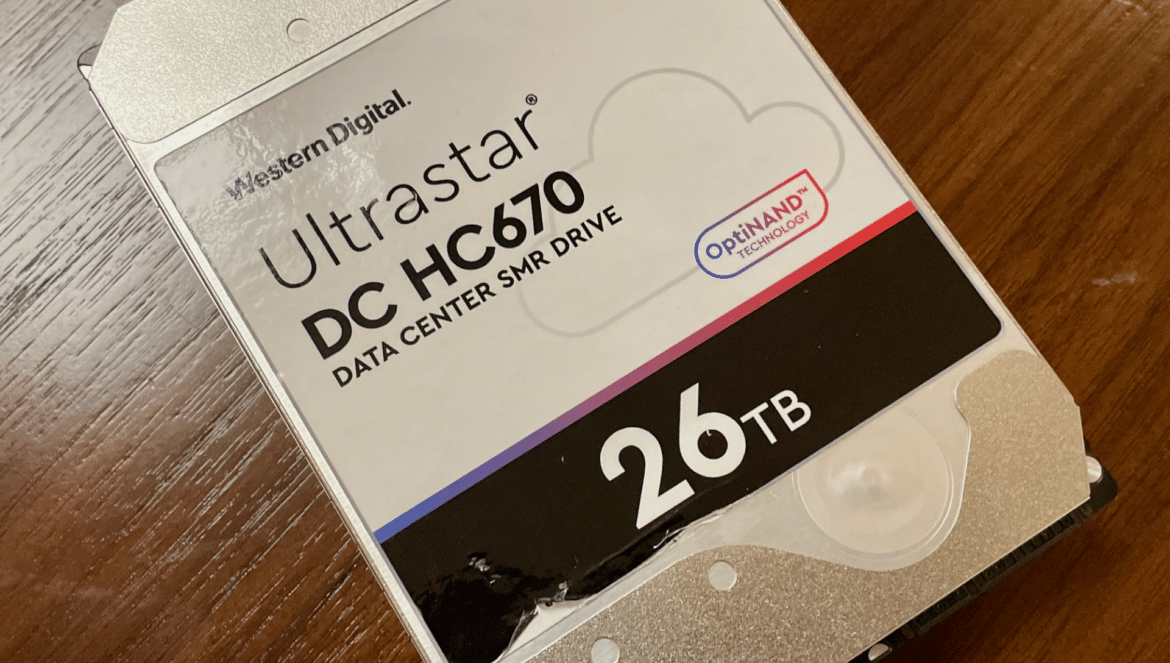 Western Digital.
Ultrastar®
DC HC670
DATA CENTER SMR DRIVE
OptiNAND™
TECHNOLOGY
26TB